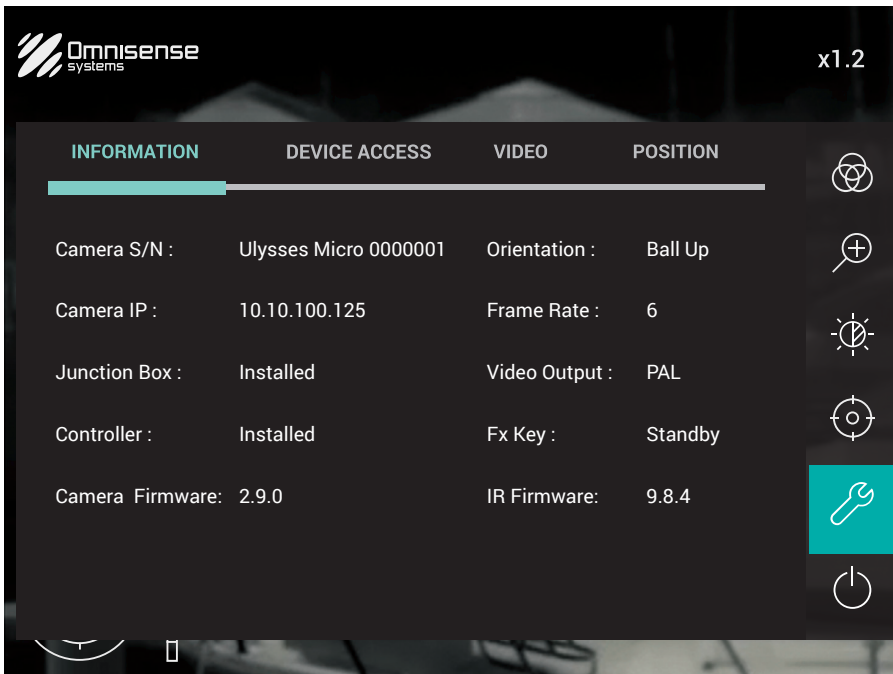 Omnisense
systems
x1.2
INFORMATION DEVICE ACCESS VIDEO POSITION
Camera S/N : Ulysses Micro 0000001 Orientation : Ball Up
Camera IP : 10.10.100.125 Frame Rate : 6
Junction Box : Installed Video Output : PAL
Controller : Installed Fx Key : Standby
Camera Firmware: 2.9.0 IR Firmware: 9.8.4